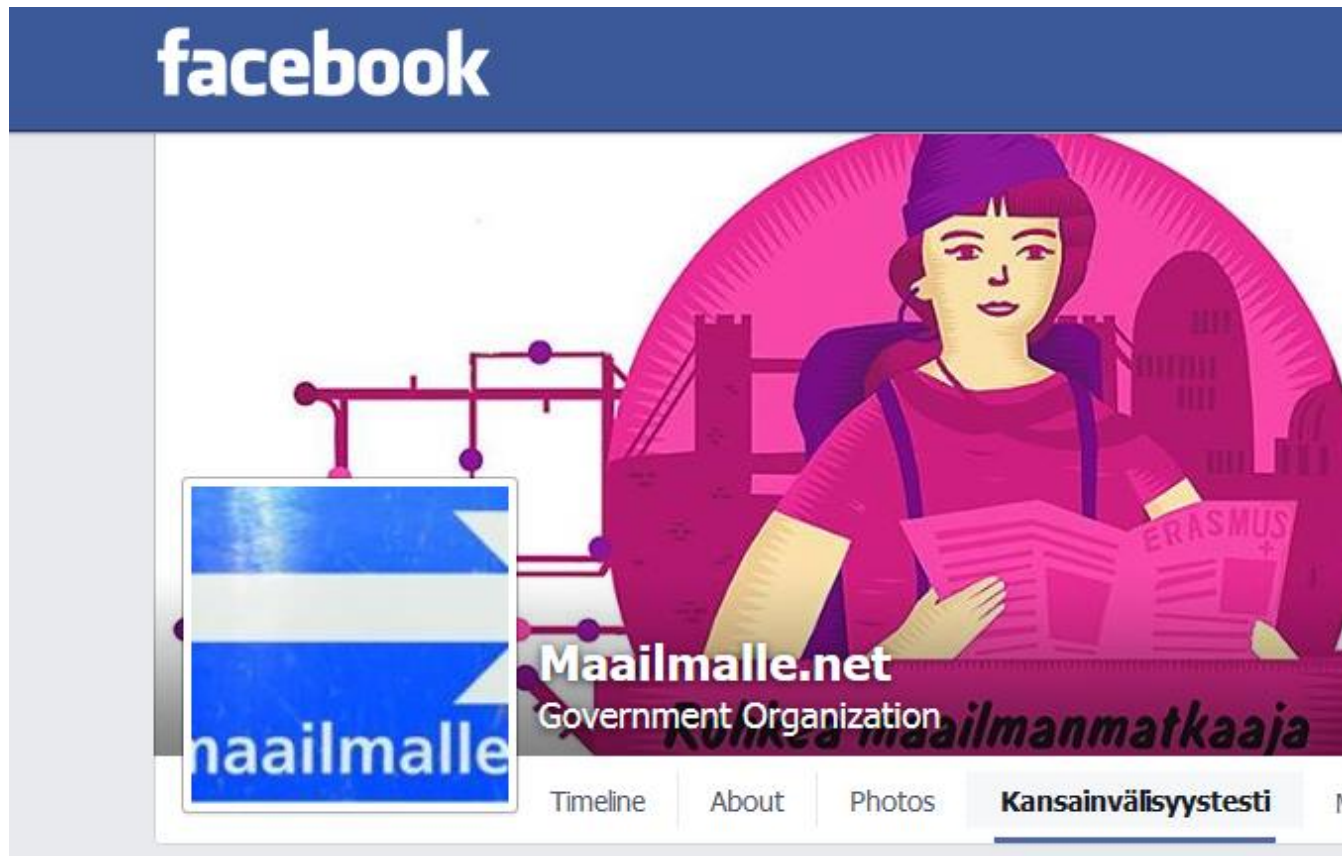 facebook
ERASMUS
+
Maailmalle.net
Government Organization
Rohkea maailmanmatkaaja
maailmalle
Timeline About Photos Kansainvälisyystesti